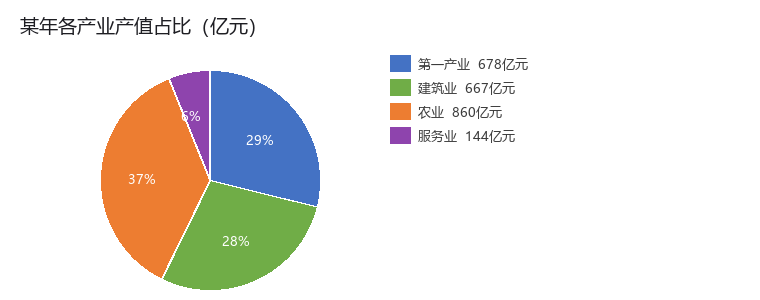 某年各产业产值占比（亿元）
第一产业 678亿元
建筑业 667亿元
农业 860亿元
服务业 144亿元
6%
29%
37%
28%